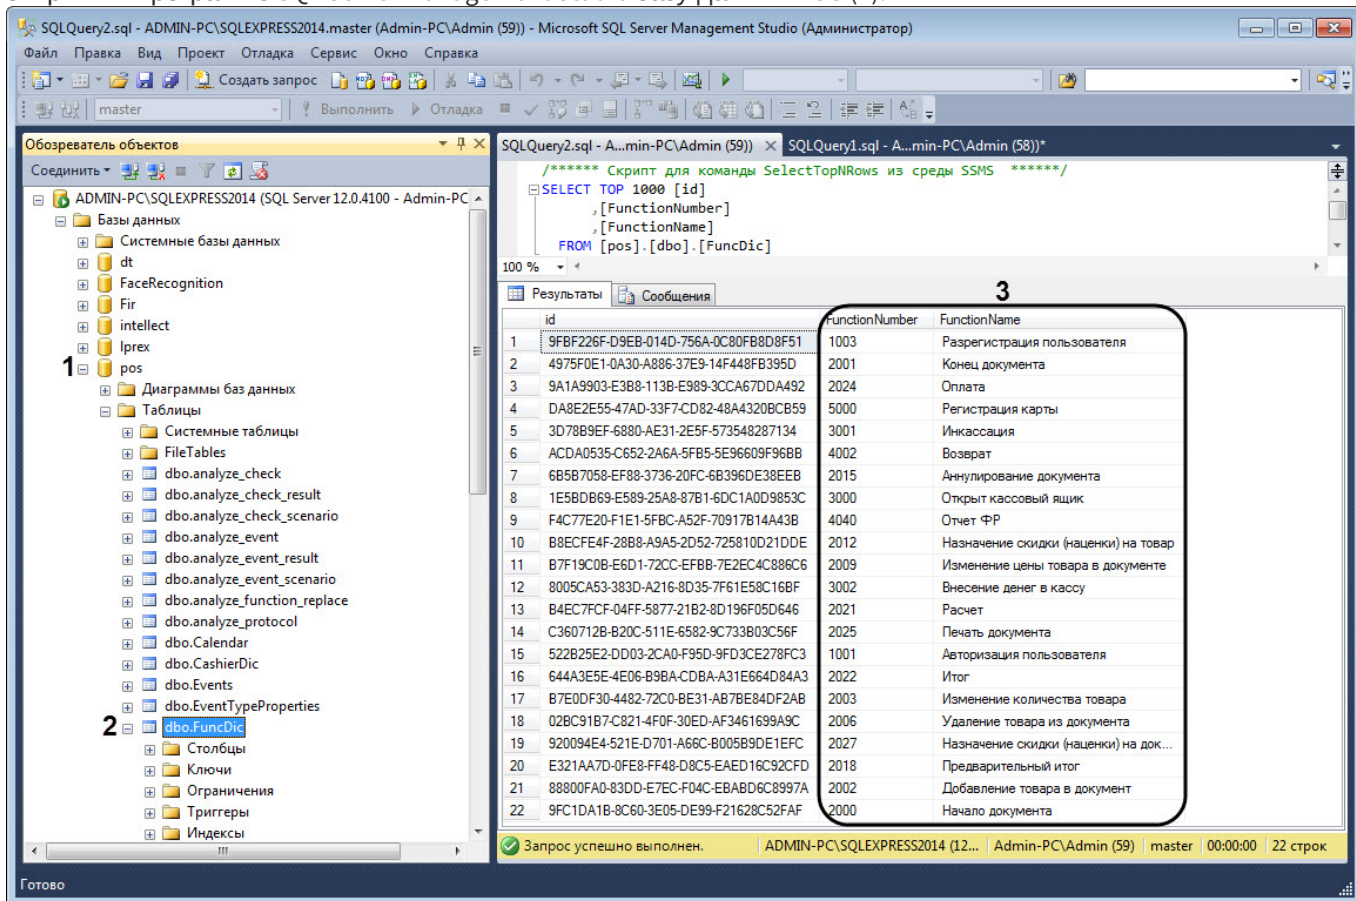 SQLQuery2.sql - ADMIN-PC\SQLEXPRESS2014.master (Admin-PC\Admin (59)) - Microsoft SQL Server Management Studio (Администратор)
Файл Правка Вид Проект Отладка Сервис Окно Справка
Создать запрос
master Выполнить Отладка
Обозреватель объектов
Соединить
ADMIN-PC\SQLEXPRESS2014 (SQL Server 12.0.4100 - Admin-PC
Базы данных
Системные базы данных
dt
FaceRecognition
Fir
intellect
Iprex
1 pos
Диаграммы баз данных
Таблицы
Системные таблицы
FileTables
dbo.analyze_check
dbo.analyze_check_result
dbo.analyze_check_scenario
dbo.analyze_event
dbo.analyze_event_result
dbo.analyze_event_scenario
dbo.analyze_function_replace
dbo.analyze_protocol
dbo.Calendar
dbo.CashierDic
dbo.Events
dbo.EventTypeProperties
2 dbo.FuncDic
Столбцы
Ключи
Ограничения
Триггеры
Индексы
SQLQuery2.sql - A...min-PC\Admin (59)) SQLQuery1.sql - A...min-PC\Admin (58))*
/****** Скрипт для команды SelectTopNRows из среды SSMS ******/
SELECT TOP 1000 [id]
,[FunctionNumber]
,[FunctionName]
FROM [pos].[dbo].[FuncDic]
100 %
Результаты Сообщения
3
id FunctionNumber FunctionName
1 9FBF226F-D9EB-014D-756A-0C80FB8D8F51 1003 Разрегистрация пользователя
2 4975F0E1-0A30-A886-37E9-14F448FB395D 2001 Конец документа
3 9A1A9903-E3B8-113B-E989-3CCA67DDA492 2024 Оплата
4 DA8E2E55-47AD-33F7-CD82-48A4320BCB59 5000 Регистрация карты
5 3D78B9EF-6880-AE31-2E5F-573548287134 3001 Инкассация
6 ACDA0535-C652-2A6A-5FB5-5E96609F96BB 4002 Возврат
7 6B5B7058-EF88-3736-20FC-6B396DE38EEB 2015 Аннулирование документа
8 1E5BDB69-E589-25A8-87B1-6DC1A0D9853C 3000 Открыт кассовый ящик
9 F4C77E20-F1E1-5FBC-A52F-70917B14A43B 4040 Отчет ФР
10 B8ECFE4F-28B8-A9A5-2D52-725810D21DDE 2012 Назначение скидки (наценки) на товар
11 B7F19C0B-E6D1-72CC-EFBB-7E2EC4C886C6 2009 Изменение цены товара в документе
12 8005CA53-383D-A216-8D35-7F61E58C16BF 3002 Внесение денег в кассу
13 B4EC7FCF-04FF-5877-21B2-8D196F05D646 2021 Расчет
14 C360712B-B20C-511E-6582-9C733B03C56F 2025 Печать документа
15 522B25E2-DD03-2CA0-F95D-9FD3CE278FC3 1001 Авторизация пользователя
16 644A3E5E-4E06-B9BA-CDBA-A31E664D84A3 2022 Итог
17 B7E0DF30-4482-72C0-BE31-AB7BE84DF2AB 2003 Изменение количества товара
18 02BC91B7-C821-4F0F-30ED-AF3461699A9C 2006 Удаление товара из документа
19 920094E4-521E-D701-A66C-B005B9DE1EFC 2027 Назначение скидки (наценки) на док...
20 E321AA7D-0FE8-FF48-D8C5-EAED16C92CFD 2018 Предварительный итог
21 88800FA0-83DD-E7EC-F04C-EBABD6C8997A 2002 Добавление товара в документ
22 9FC1DA1B-8C60-3E05-DE99-F21628C52FAF 2000 Начало документа
Запрос успешно выполнен. ADMIN-PC\SQLEXPRESS2014 (12... Admin-PC\Admin (59) master 00:00:00 22 строк
Готово